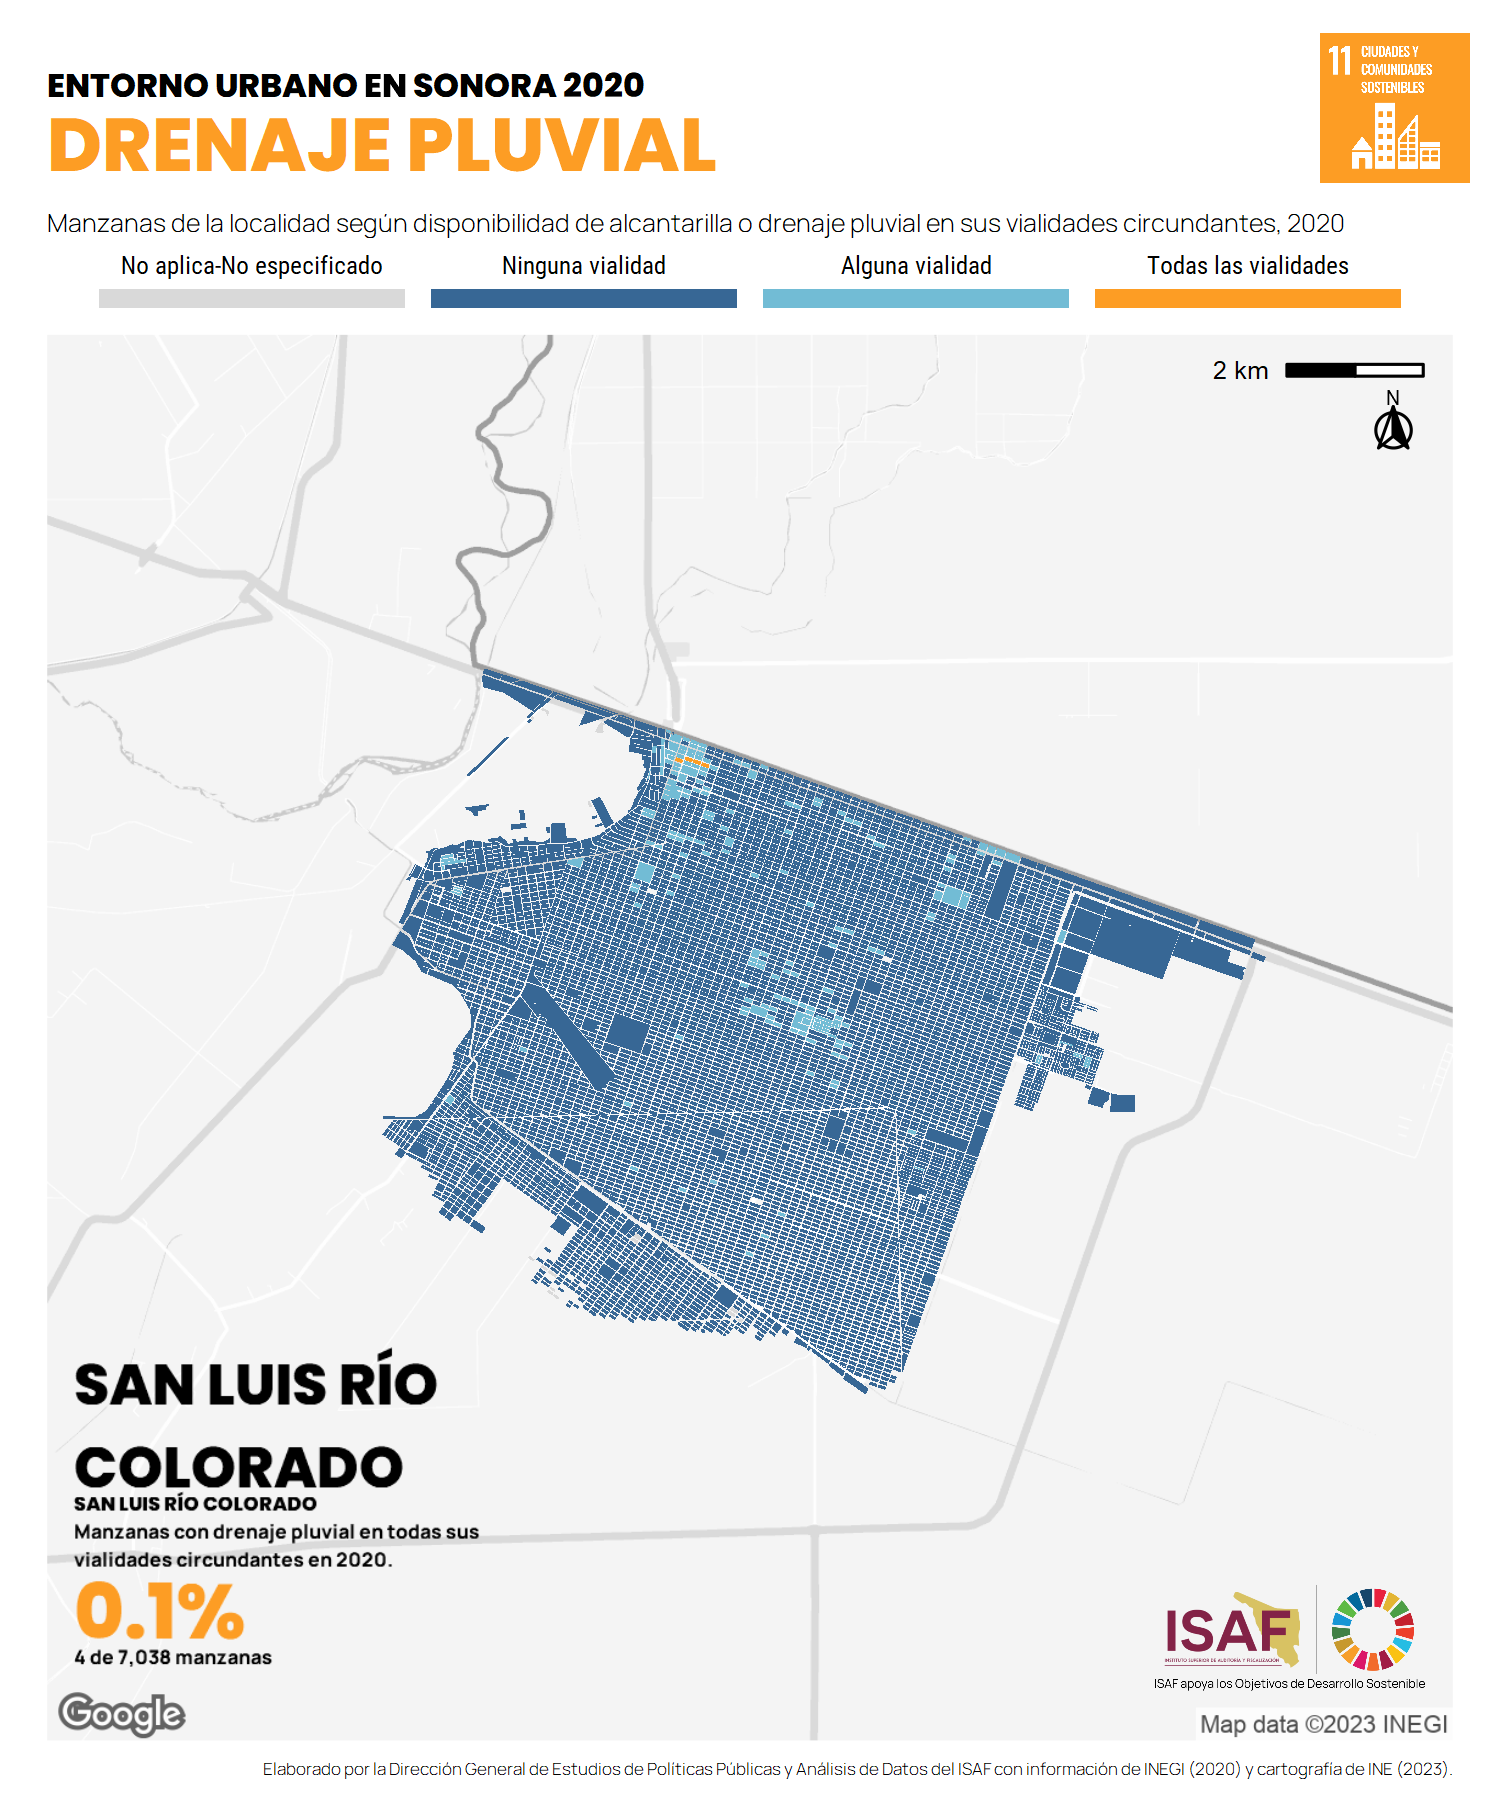 ENTORNO URBANO EN SONORA 2020
DRENAJE PLUVIAL
11 CIUDADES Y
COMUNIDADES
SOSTENIBLES
Manzanas de la localidad según disponibilidad de alcantarilla o drenaje pluvial en sus vialidades circundantes, 2020
No aplica-No especificado Ninguna vialidad Alguna vialidad Todas las vialidades
2 km
N
SAN LUIS RÍO
COLORADO
SAN LUIS RÍO COLORADO
Manzanas con drenaje pluvial en todas sus
vialidades circundantes en 2020.
0.1%
4 de 7,038 manzanas
ISAF
INSTITUTO SUPERIOR DE AUDITORÍA Y FISCALIZACIÓN
ISAF apoya los Objetivos de Desarrollo Sostenible
Google
Map data ©2023 INEGI
Elaborado por la Dirección General de Estudios de Políticas Públicas y Análisis de Datos del ISAF con información de INEGI (2020) y cartografía de INE (2023).